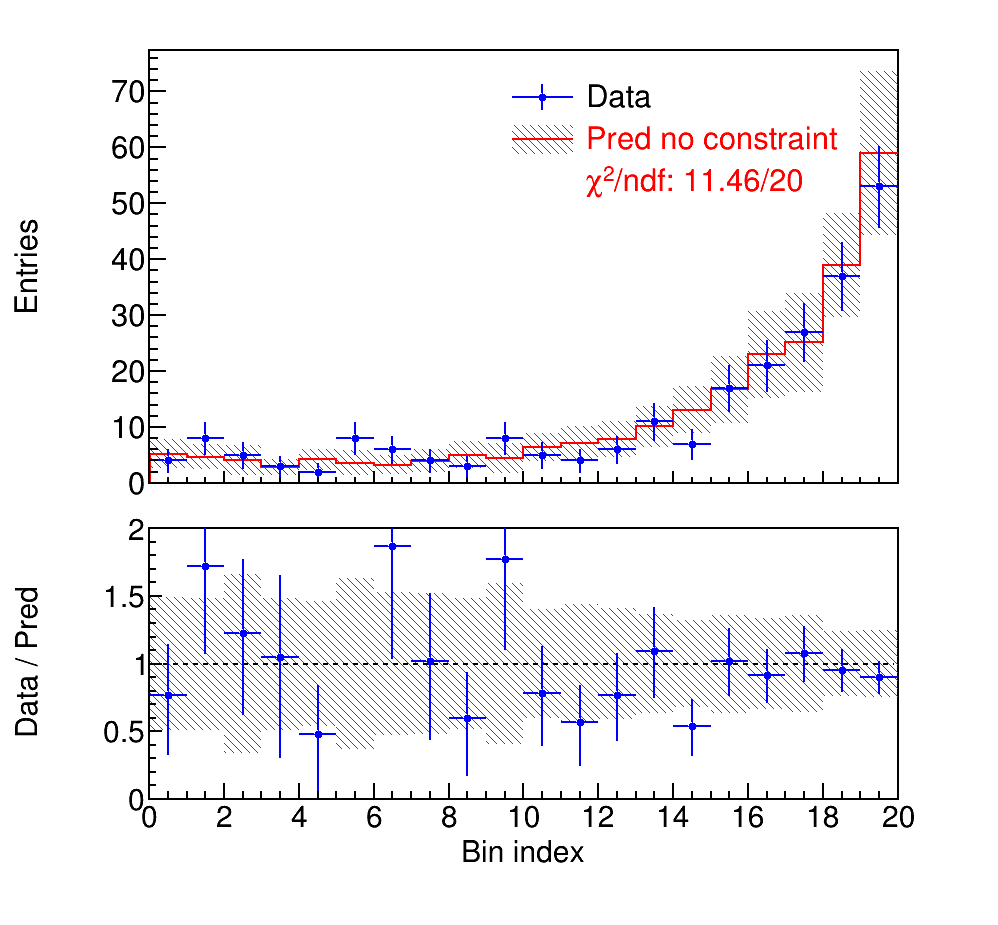 Entries
70
60
50
40
30
20
10
0
Data
Pred no constraint
χ²/ndf: 11.46/20
Data / Pred
2
1.5
1
0.5
0
0 2 4 6 8 10 12 14 16 18 20
Bin index